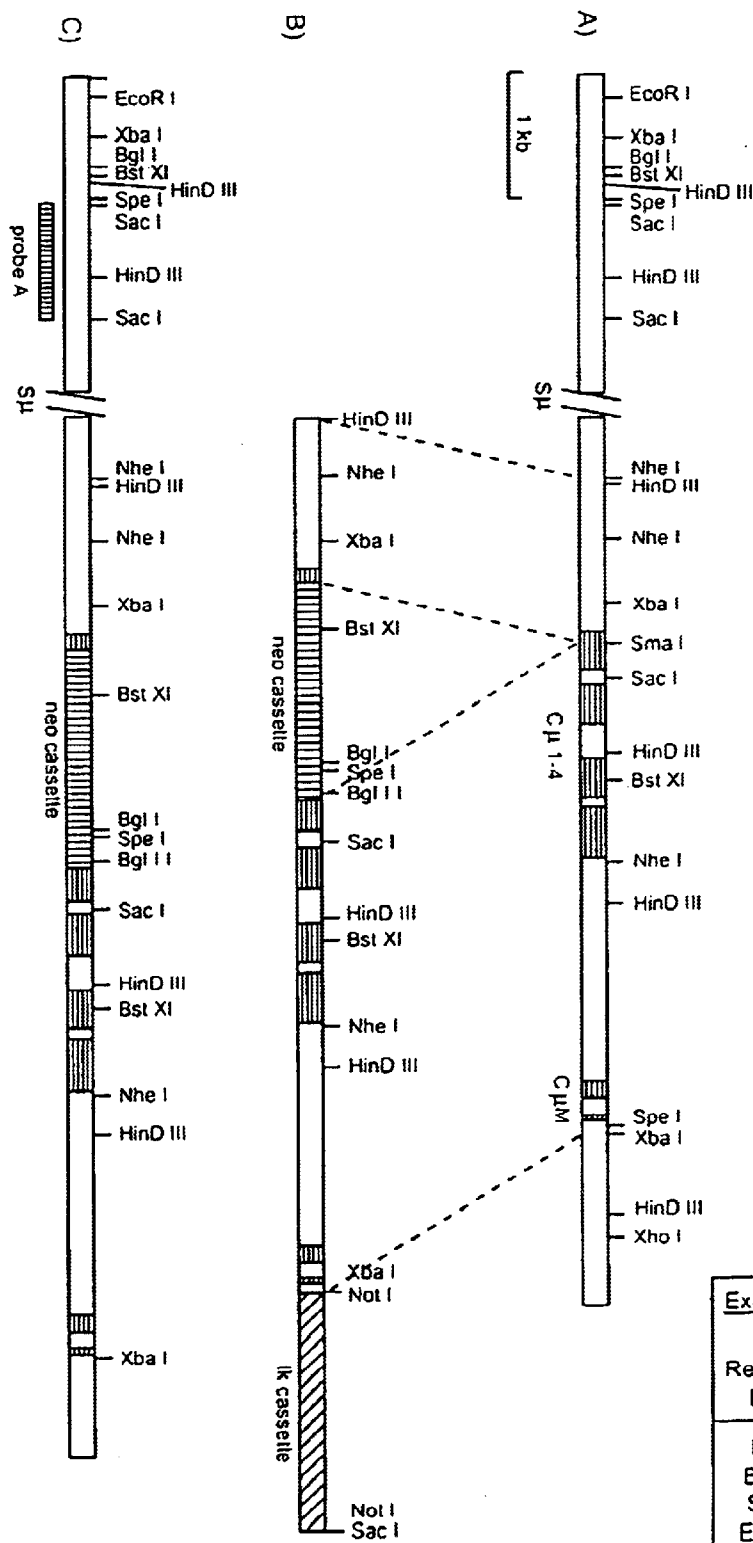 A)
EcoR I
Xba I
Bgl I
Bst XI
HinD III
Spe I
Sac I
HinD III
Sac I
1 kb
Sμ
Nhe I
HinD III
Nhe I
Xba I
Sma I
Sac I
HinD III
Bst XI
Nhe I
HinD III
Spe I
Xba I
HinD III
Xho I
C μ 1-4
C μM
B)
HinD III
Nhe I
Xba I
Bst XI
Bgl I
Spe I
Bgl II
Sac I
HinD III
Bst XI
Nhe I
HinD III
Xba I
Not I
Not I
Sac I
neo cassette
tk cassette
C)
EcoR I
Xba I
Bgl I
Bst XI
HinD III
Spe I
Sac I
HinD III
Sac I
probe A
Sμ
Nhe I
HinD III
Nhe I
Xba I
Bst XI
Bgl I
Spe I
Bgl II
Sac I
HinD III
Bst XI
Nhe I
HinD III
Xba I
neo cassette